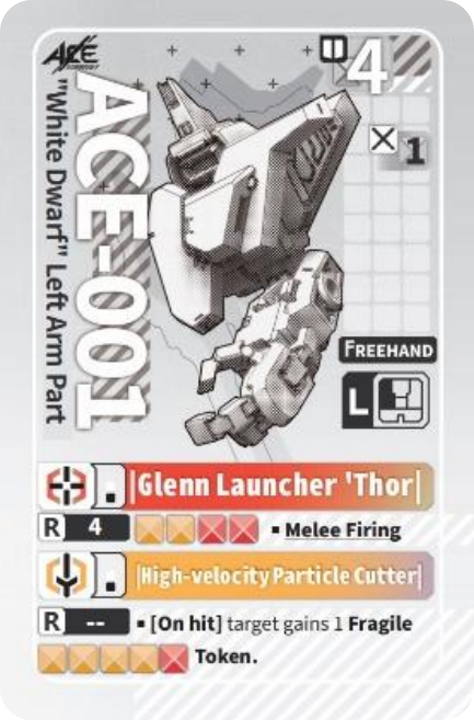 ACE
4
1
ACE-001
"White Dwarf" Left Arm Part
FREEHAND
L
Glenn Launcher 'Thor
R 4 ▪ Melee Firing
High-velocity Particle Cutter
R -- ▪ [On hit] target gains 1 Fragile
Token.